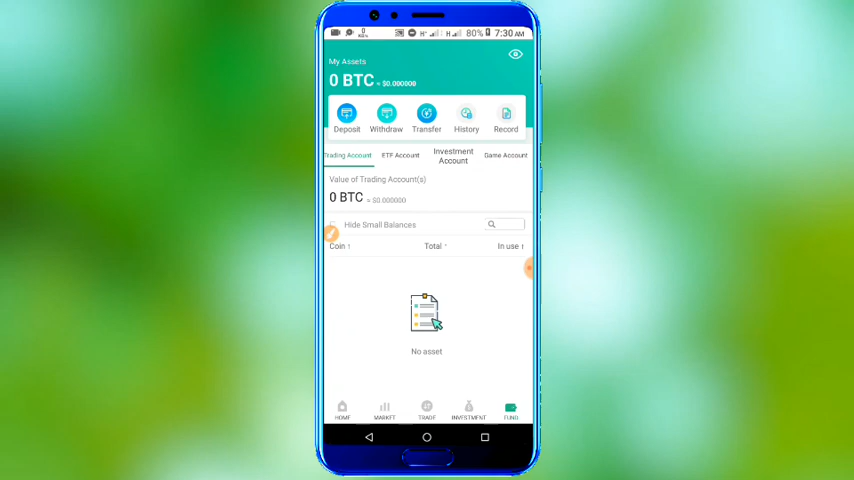 80% 7:30 AM
My Assets
0 BTC ≈ $0.000000
Deposit Withdraw Transfer History Record
Trading Account ETF Account Investment Account Game Account
Value of Trading Account(s)
0 BTC ≈ $0.000000
Hide Small Balances
Coin ↑ Total In use ↑
No asset
HOME MARKET TRADE INVESTMENT FUND